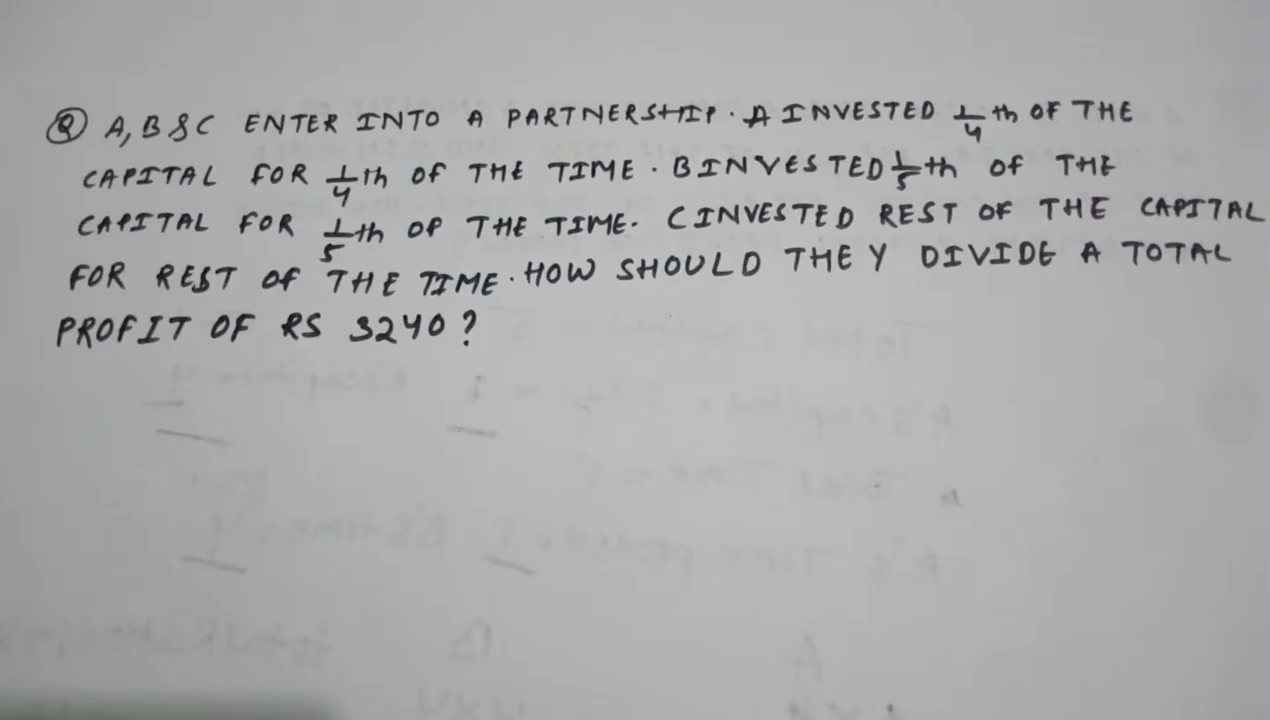 Q A, B & C ENTER INTO A PARTNERSHIP. A INVESTED 1/4 th OF THE
CAPITAL FOR 1/4 th OF THE TIME. B INVESTED 1/5 th OF THE
CAPITAL FOR 1/5 th OF THE TIME. C INVESTED REST OF THE CAPITAL
FOR REST OF THE TIME. HOW SHOULD THEY DIVIDE A TOTAL
PROFIT OF RS 3240?